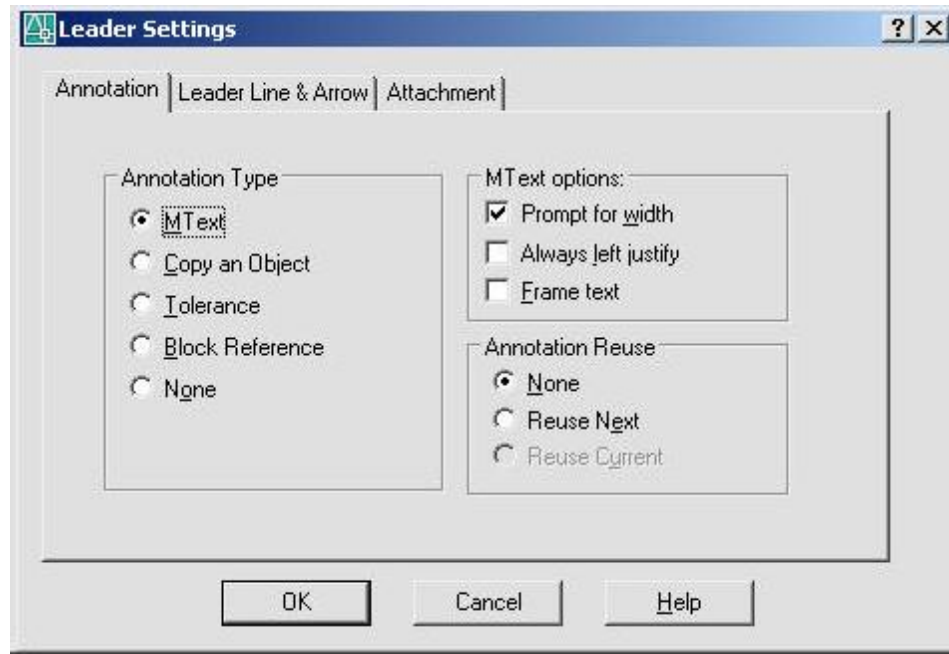 Leader Settings
Annotation
Leader Line & Arrow
Attachment
Annotation Type
MText
Copy an Object
Tolerance
Block Reference
None
MText options:
Prompt for width
Always left justify
Frame text
Annotation Reuse
None
Reuse Next
Reuse Current
OK
Cancel
Help